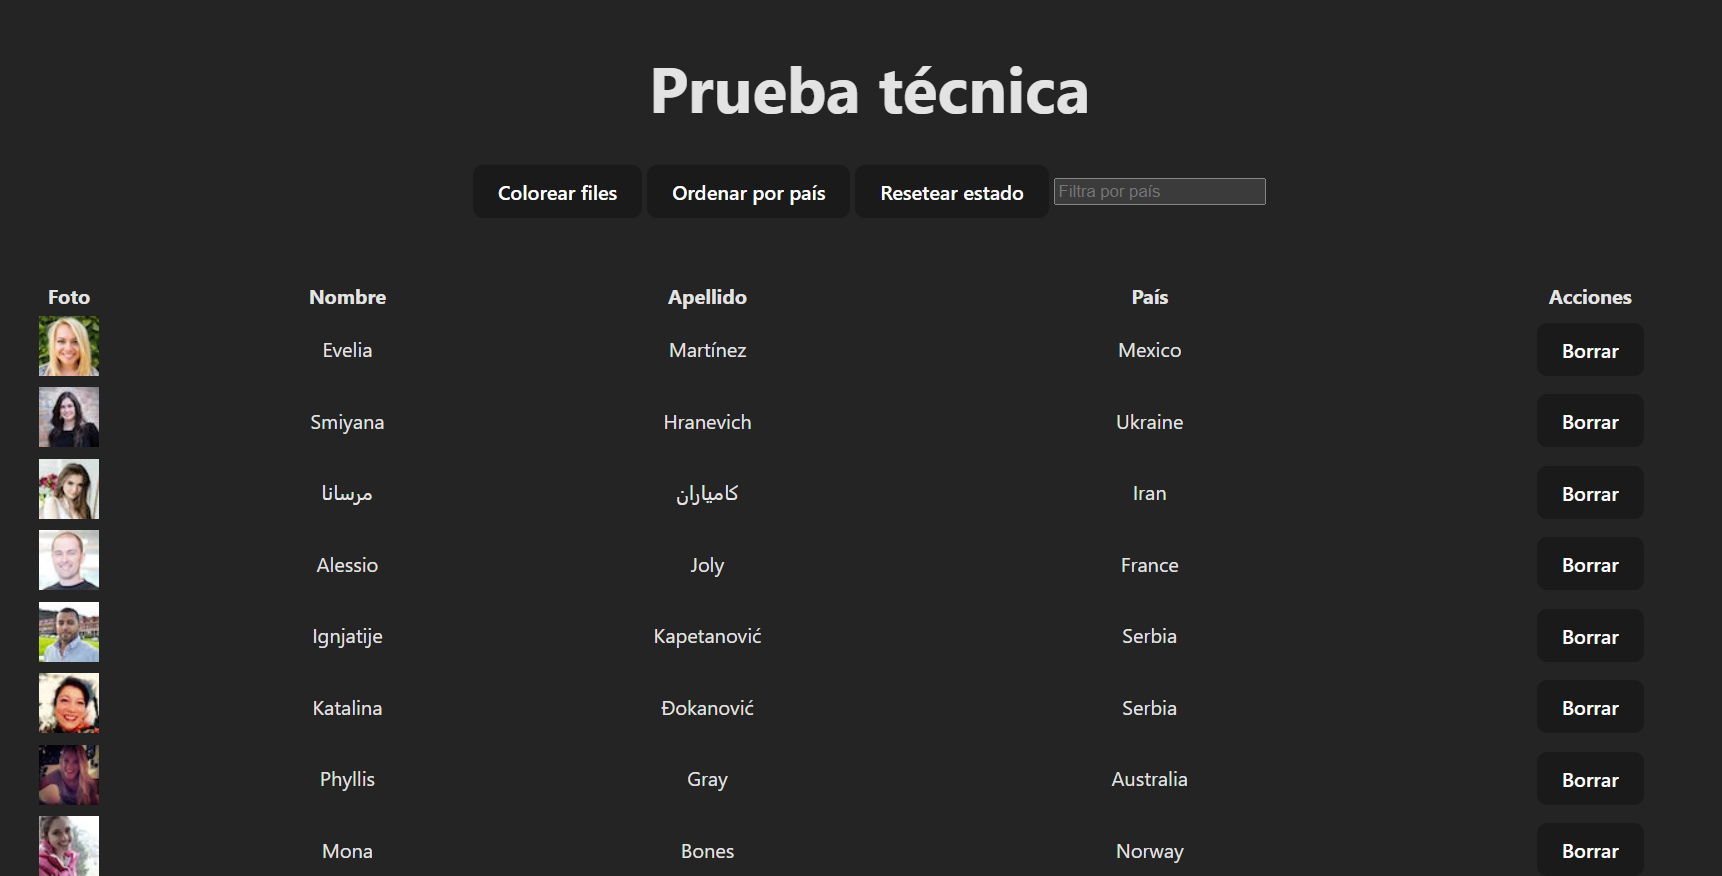 Prueba técnica
Colorear files Ordenar por país Resetear estado Filtra por país
Foto Nombre Apellido País Acciones
Evelia Martínez Mexico Borrar
Smiyana Hranevich Ukraine Borrar
مرسانا کامیاران Iran Borrar
Alessio Joly France Borrar
Ignjatije Kapetanović Serbia Borrar
Katalina Đokanović Serbia Borrar
Phyllis Gray Australia Borrar
Mona Bones Norway Borrar